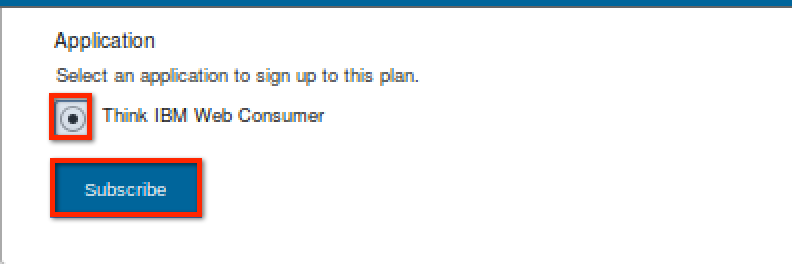 Application
Select an application to sign up to this plan.
Think IBM Web Consumer
Subscribe